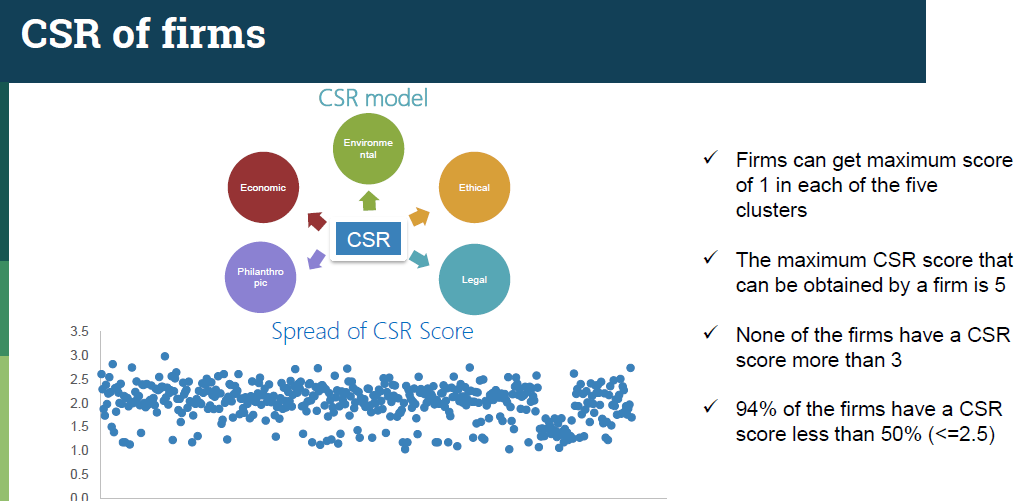 CSR of firms
CSR model
Environme
ntal
Economic
Ethical
CSR
Philanthro
pic
Legal
Spread of CSR Score
3.5
3.0
2.5
2.0
1.5
1.0
0.5
0.0
✓ Firms can get maximum score
of 1 in each of the five
clusters
✓ The maximum CSR score that
can be obtained by a firm is 5
✓ None of the firms have a CSR
score more than 3
✓ 94% of the firms have a CSR
score less than 50% (<=2.5)